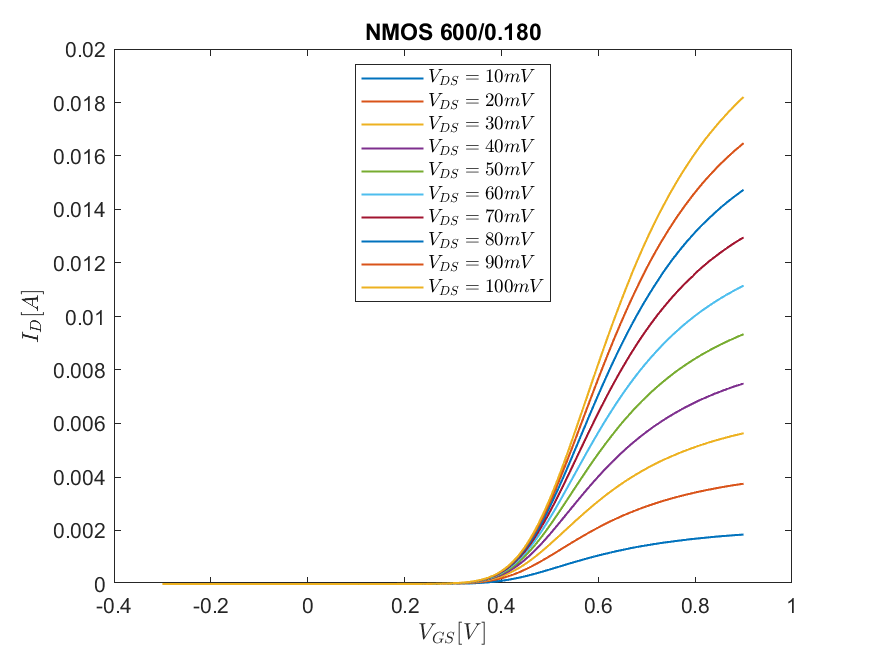 NMOS 600/0.180
0.02
0.018
0.016
0.014
0.012
0.01
0.008
0.006
0.004
0.002
0
I_D[A]
V_DS = 10mV
V_DS = 20mV
V_DS = 30mV
V_DS = 40mV
V_DS = 50mV
V_DS = 60mV
V_DS = 70mV
V_DS = 80mV
V_DS = 90mV
V_DS = 100mV
-0.4 -0.2 0 0.2 0.4 0.6 0.8 1
V_GS[V]